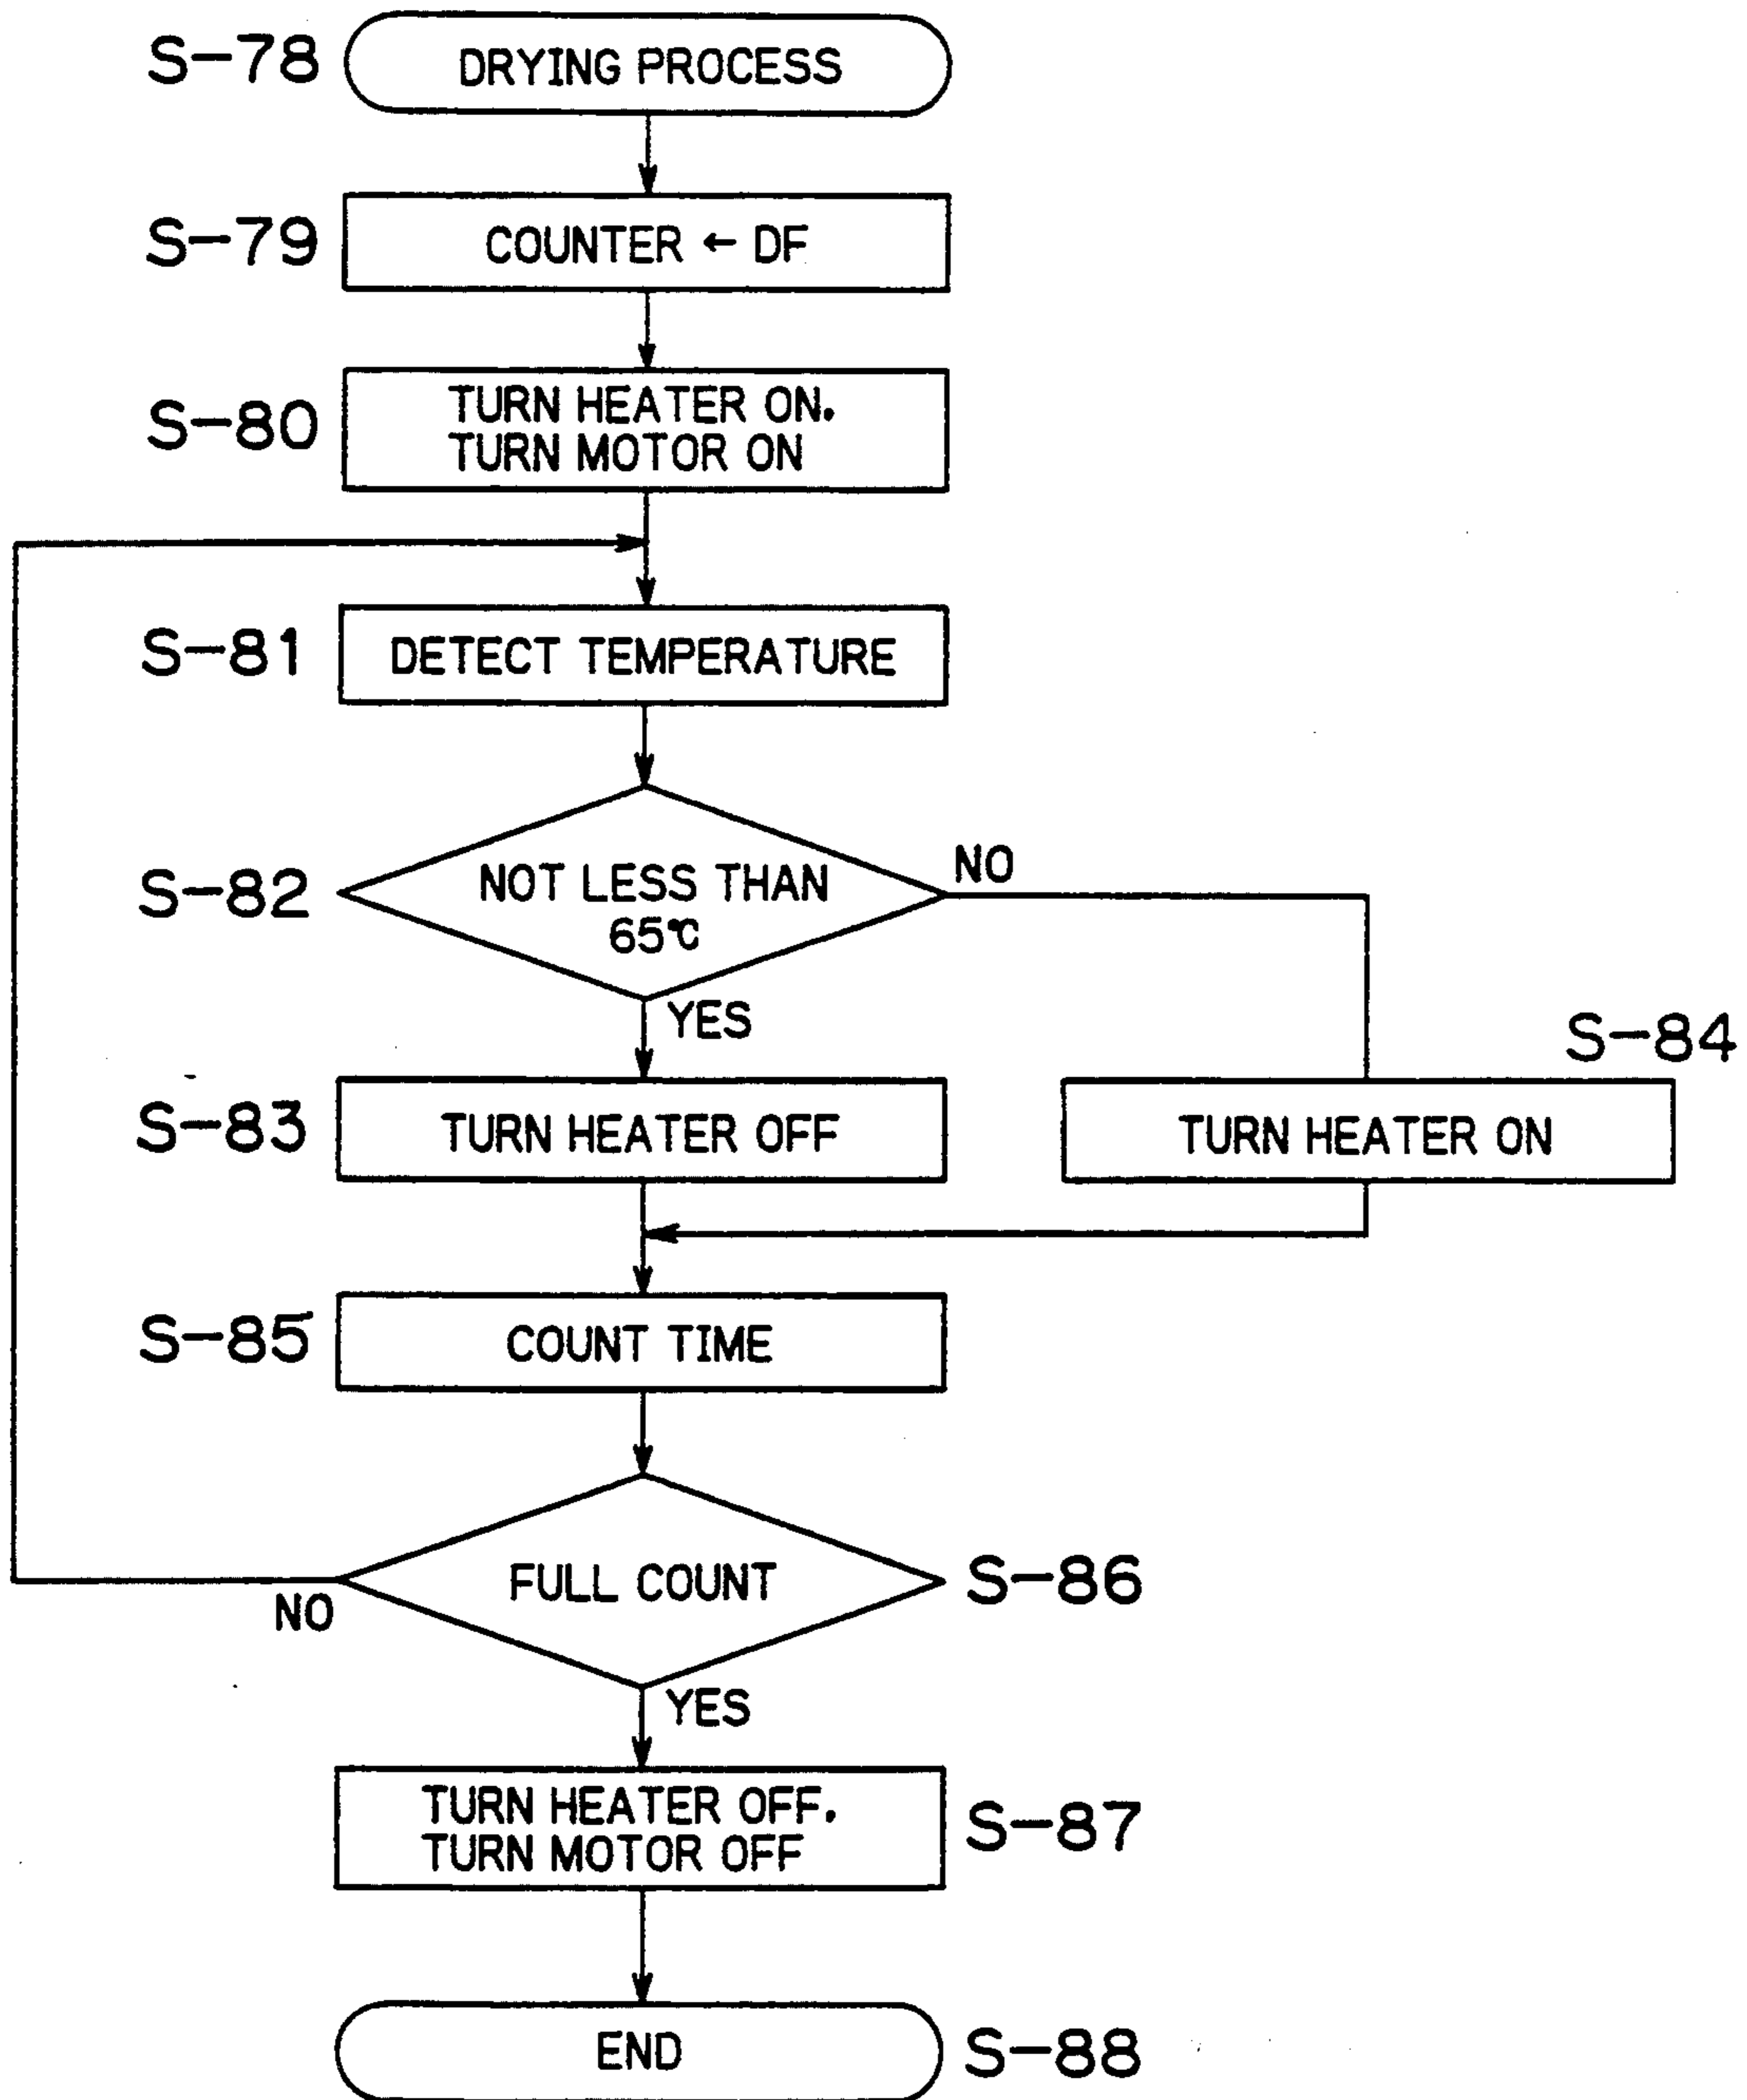 S-78
DRYING PROCESS
S-79
COUNTER ← DF
S-80
TURN HEATER ON.
TURN MOTOR ON
S-81
DETECT TEMPERATURE
S-82
NOT LESS THAN
65℃
NO
YES
S-84
S-83
TURN HEATER OFF
TURN HEATER ON
S-85
COUNT TIME
FULL COUNT
S-86
NO
YES
TURN HEATER OFF.
TURN MOTOR OFF
S-87
END
S-88